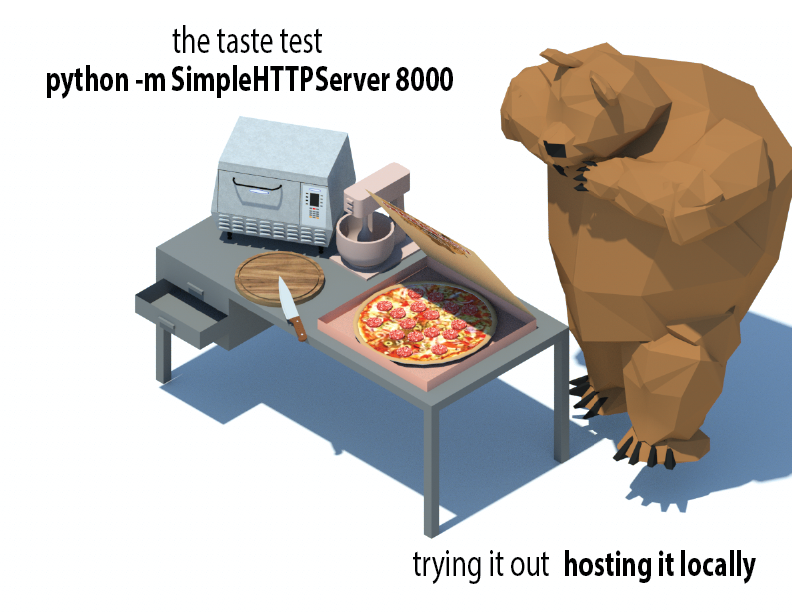 the taste test
python -m SimpleHTTPServer 8000
trying it out hosting it locally